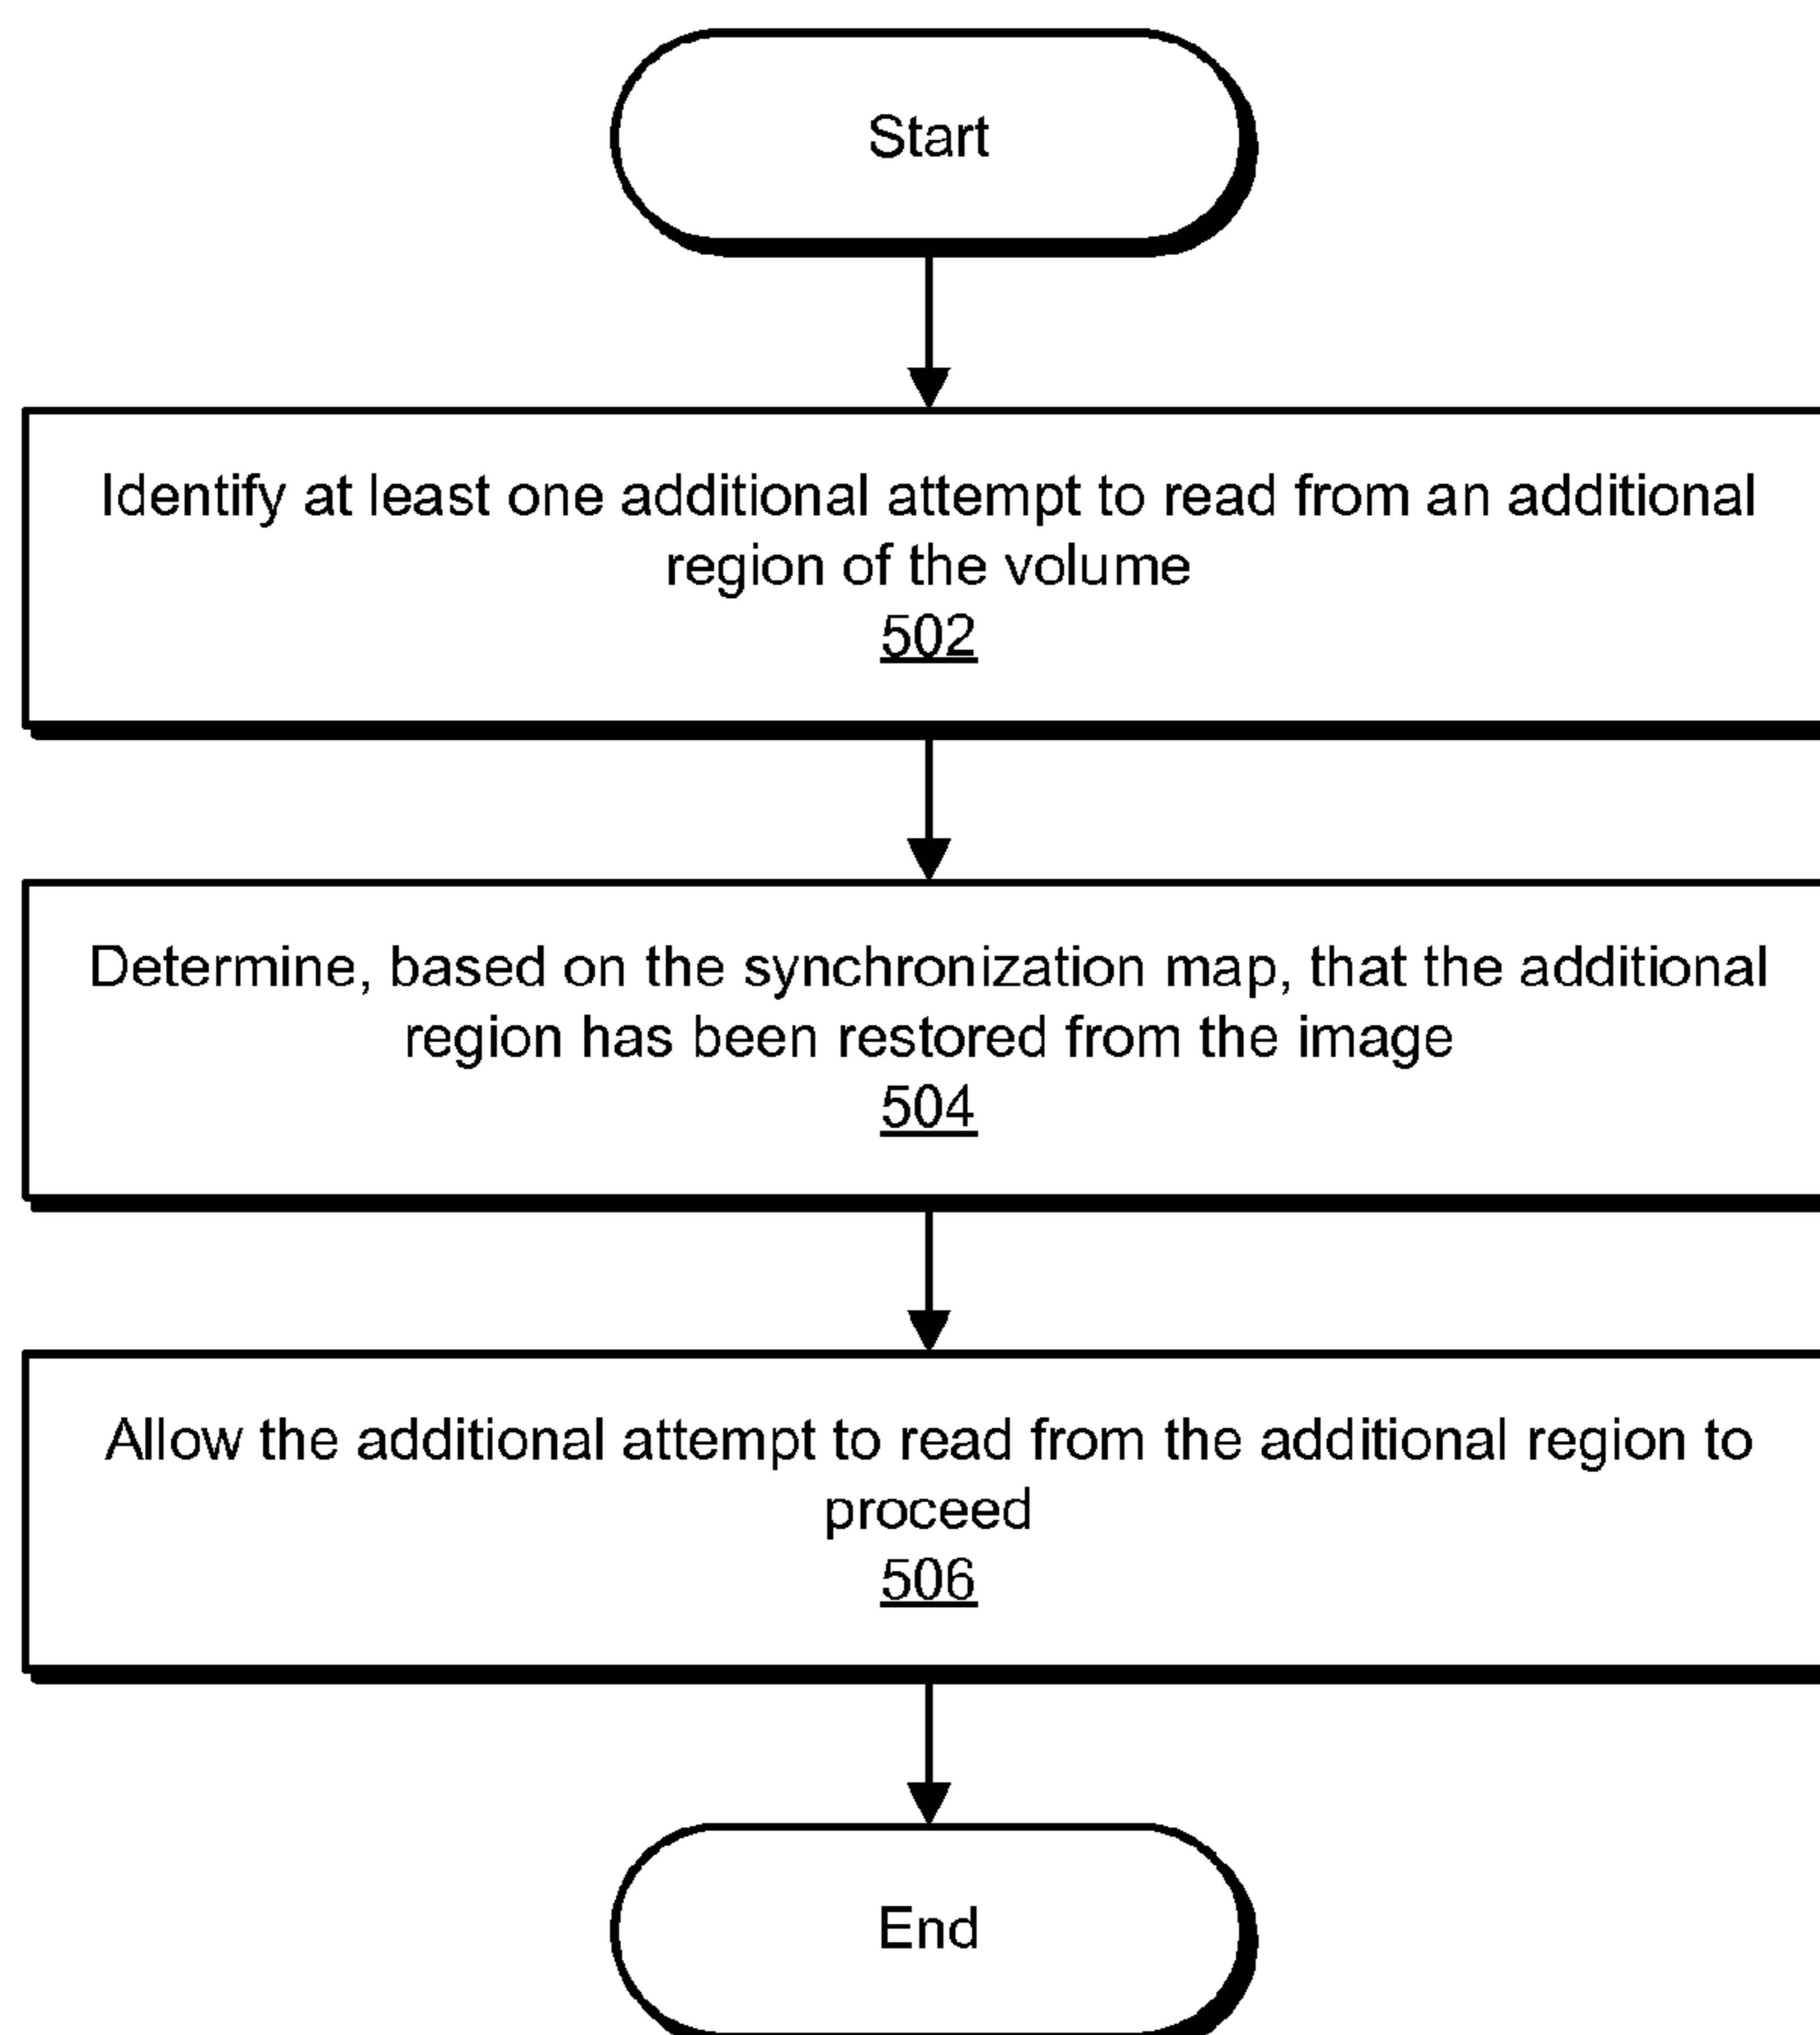 Start
Identify at least one additional attempt to read from an additional
region of the volume
502
Determine, based on the synchronization map, that the additional
region has been restored from the image
504
Allow the additional attempt to read from the additional region to
proceed
506
End